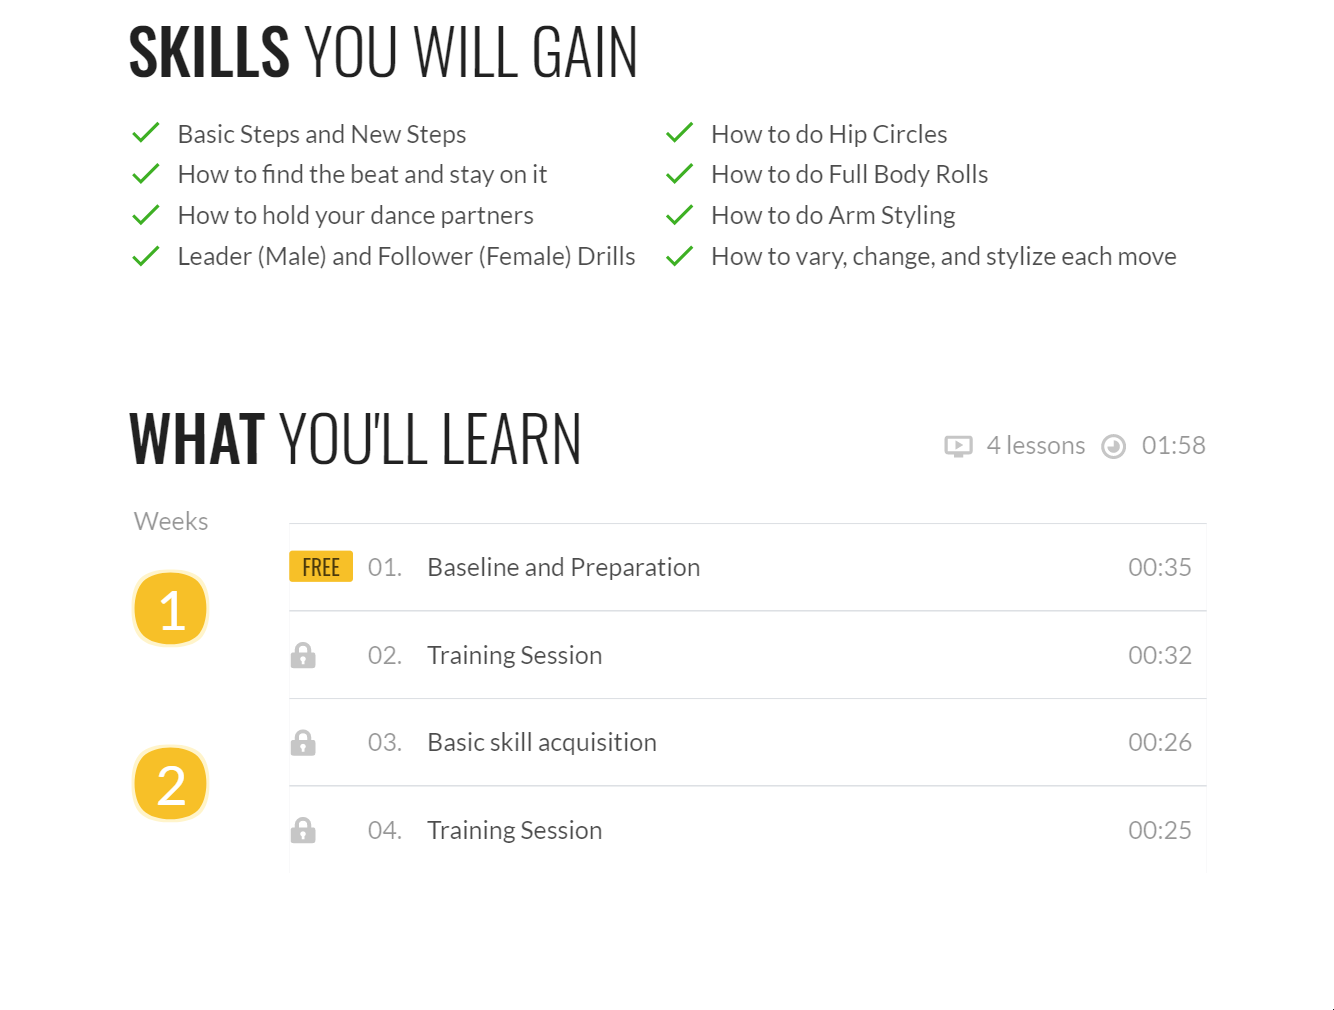 SKILLS YOU WILL GAIN
Basic Steps and New Steps
How to find the beat and stay on it
How to hold your dance partners
Leader (Male) and Follower (Female) Drills
How to do Hip Circles
How to do Full Body Rolls
How to do Arm Styling
How to vary, change, and stylize each move
WHAT YOU'LL LEARN
4 lessons 01:58
Weeks
1
FREE 01. Baseline and Preparation 00:35
02. Training Session 00:32
2
03. Basic skill acquisition 00:26
04. Training Session 00:25